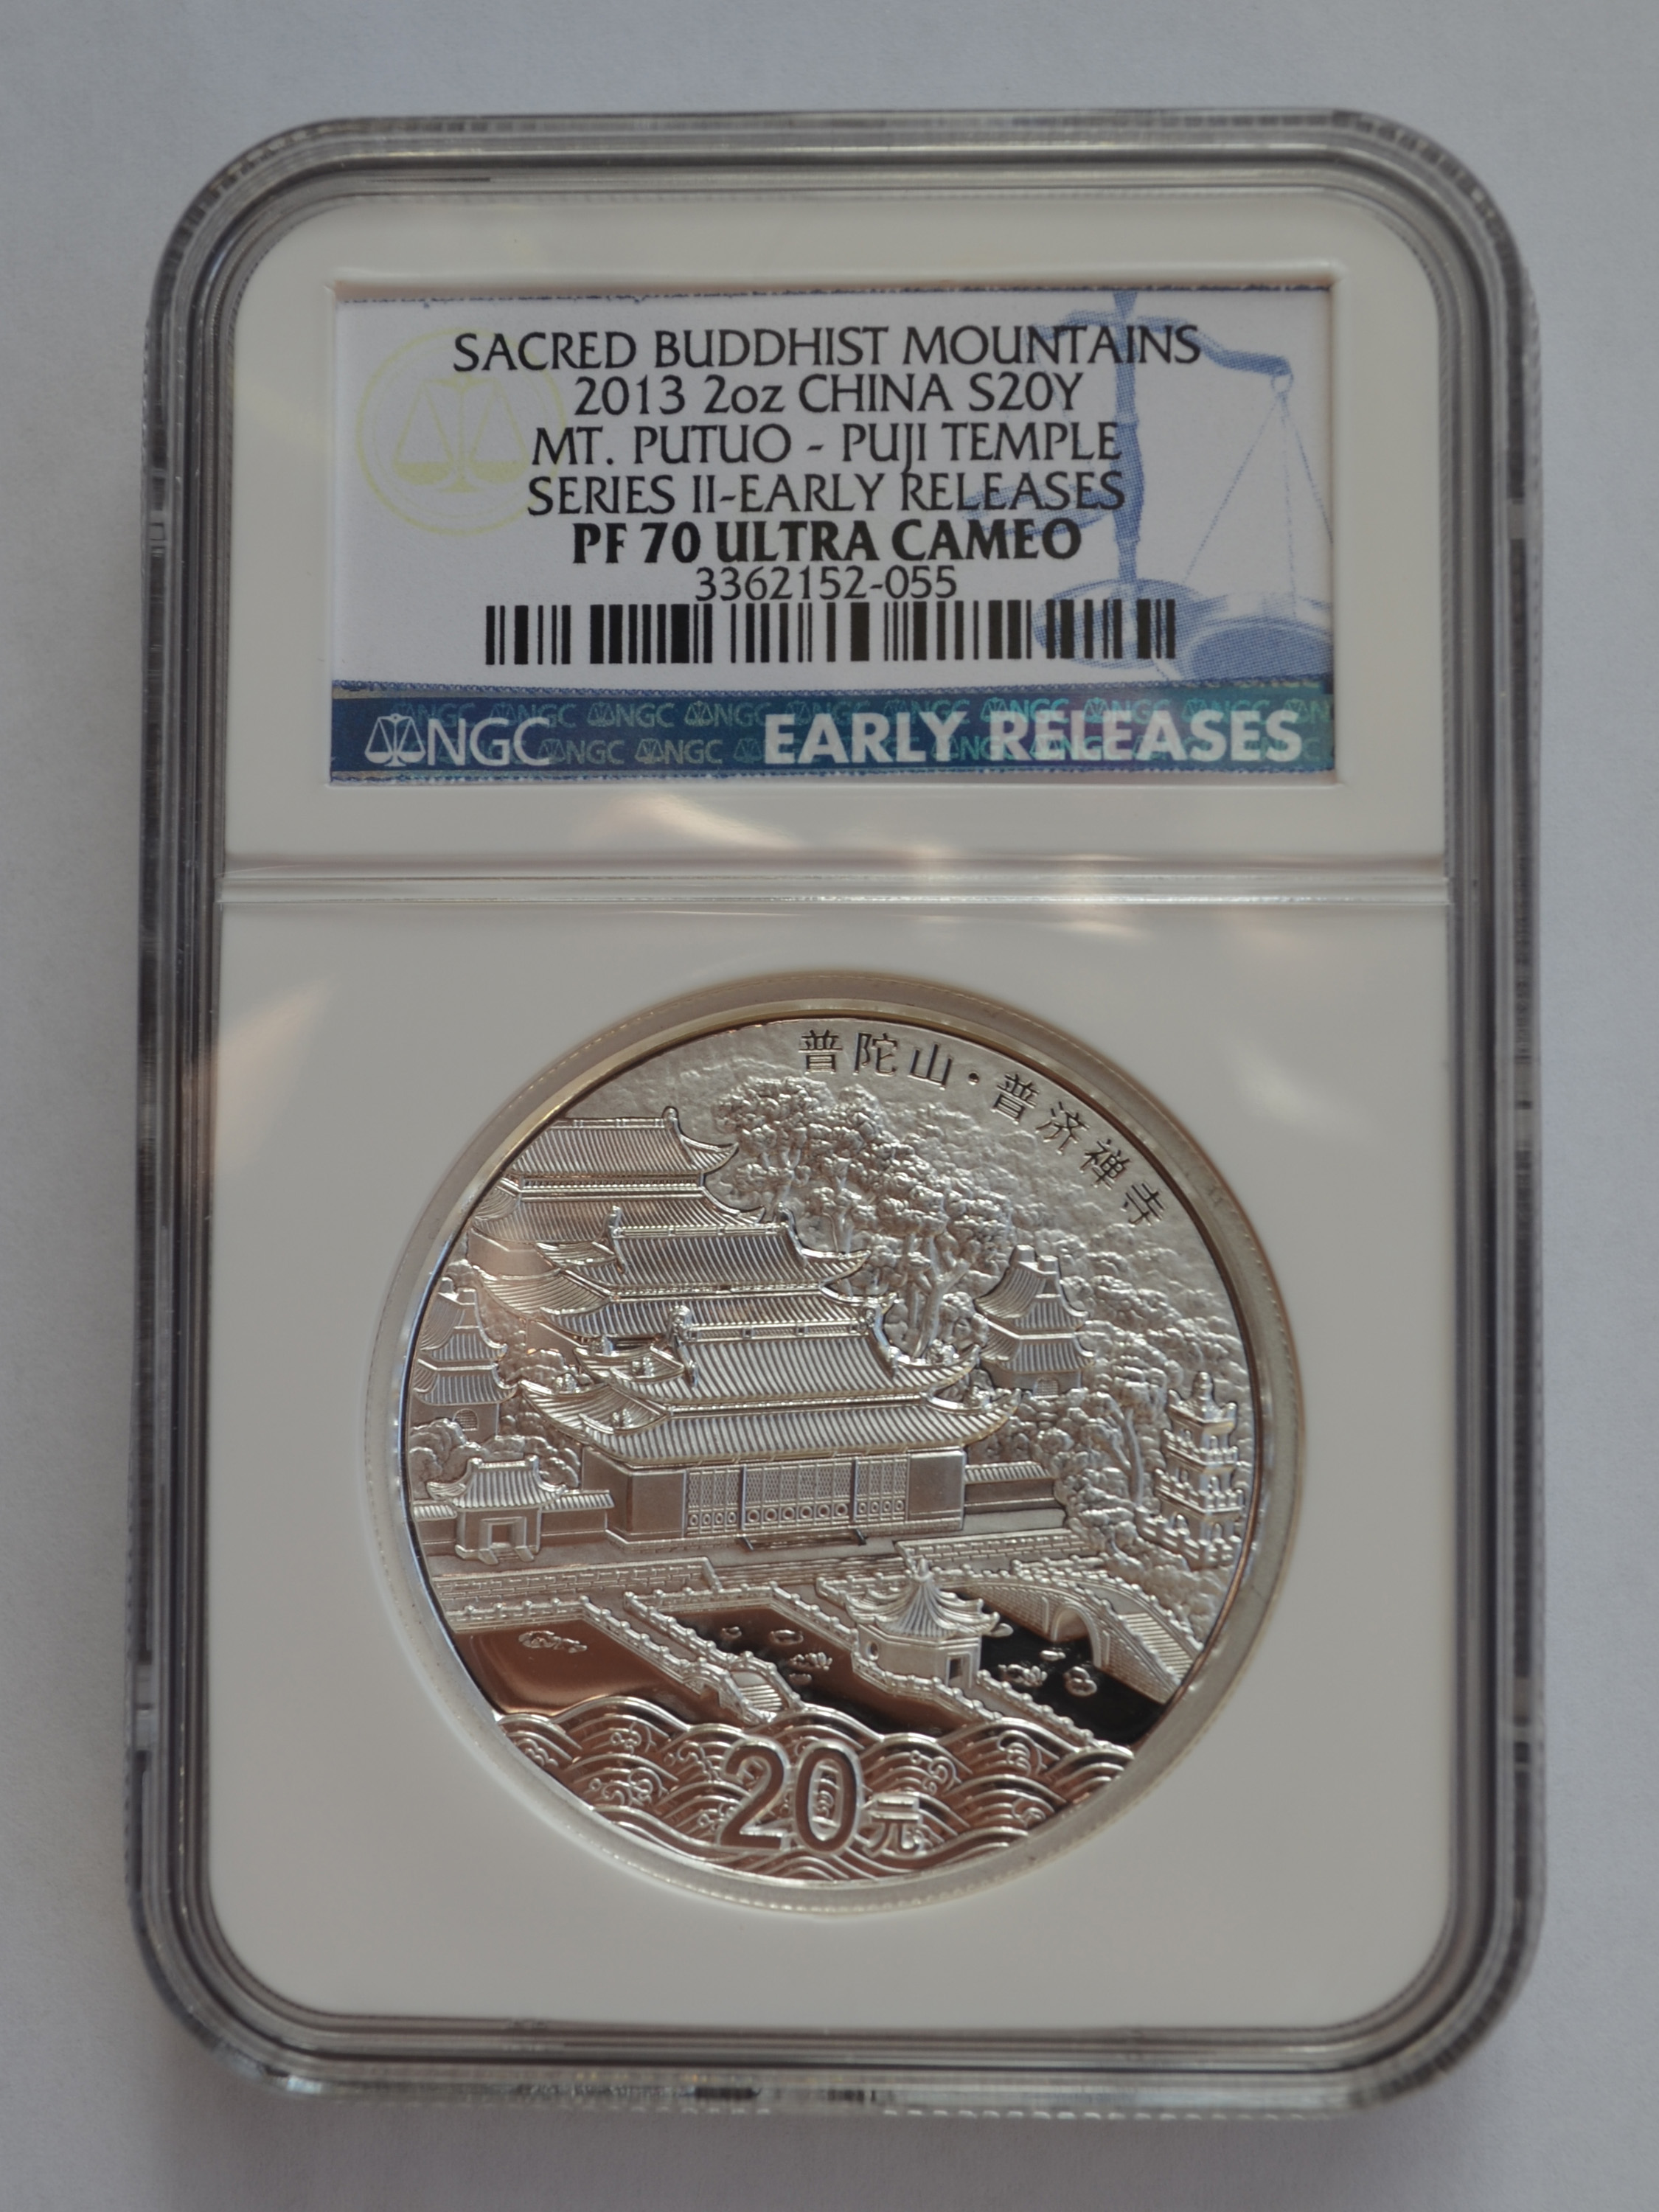 SACRED BUDDHIST MOUNTAINS
2013 2oz CHINA S20Y
MT. PUTUO - PUJI TEMPLE
SERIES II-EARLY RELEASES
PF 70 ULTRA CAMEO
3362152-055
NGC EARLY RELEASES
普陀山·普济禅寺
20元